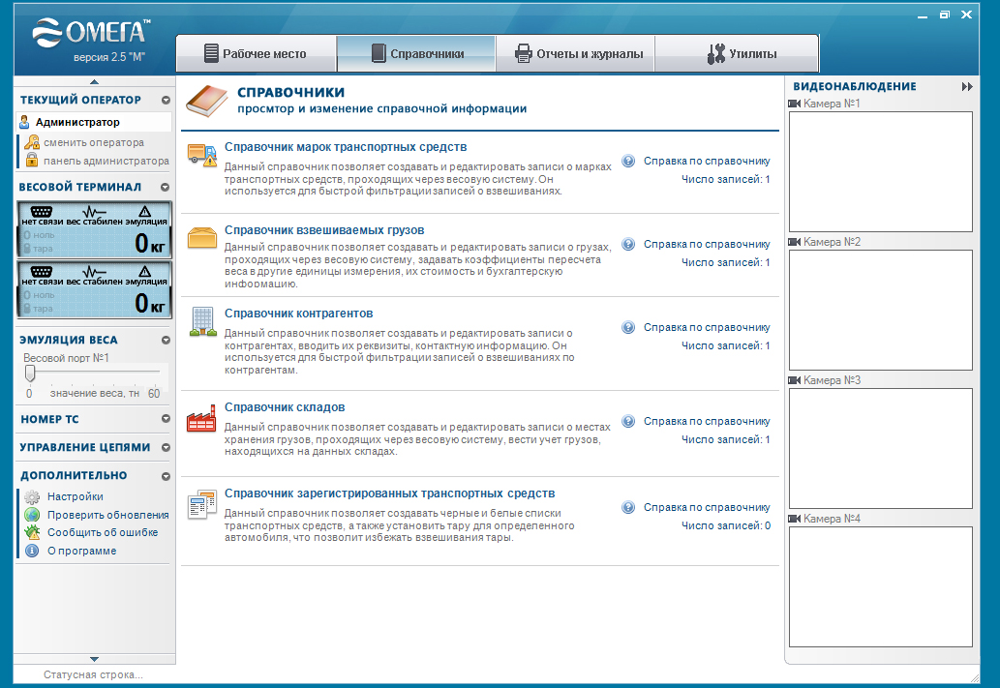 ОМЕГА™
версия 2.5 "М"
Рабочее место
Справочники
Отчеты и журналы
Утилиты
ТЕКУЩИЙ ОПЕРАТОР
Администратор
сменить оператора
панель администратора
ВЕСОВОЙ ТЕРМИНАЛ
нет связи вес стабилен эмуляция
0 ноль
тара
0 кг
нет связи вес стабилен эмуляция
0 ноль
тара
0 кг
ЭМУЛЯЦИЯ ВЕСА
Весовой порт №1
0 значение веса, тн 60
НОМЕР ТС
УПРАВЛЕНИЕ ЦЕПЯМИ
ДОПОЛНИТЕЛЬНО
Настройки
Проверить обновления
Сообщить об ошибке
О программе
Статусная строка...
СПРАВОЧНИКИ
просмтор и изменение справочной информации
Справочник марок транспортных средств
Данный справочник позволяет создавать и редактировать записи о марках
транспортных средств, проходящих через весовую систему. Он
используется для быстрой фильтрации записей о взвешиваниях.
Справка по справочнику
Число записей: 1
Справочник взвешиваемых грузов
Данный справочник позволяет создавать и редактировать записи о грузах,
проходящих через весовую систему, задавать коэффициенты пересчета
веса в другие единицы измерения, их стоимость и бухгалтерскую
информацию.
Справка по справочнику
Число записей: 1
Справочник контрагентов
Данный справочник позволяет создавать и редактировать записи о
контрагентах, вводить их реквизиты, контактную информацию. Он
используется для быстрой фильтрации записей о взвешиваниях по
контрагентам.
Справка по справочнику
Число записей: 1
Справочник складов
Данный справочник позволяет создавать и редактировать записи о местах
хранения грузов, проходящих через весовую систему, вести учет грузов,
находящихся на данных складах.
Справка по справочнику
Число записей: 1
Справочник зарегистрированных транспортных средств
Данный справочник позволяет создавать черные и белые списки
транспортных средств, а также установить тару для определенного
автомобиля, что позволит избежать взвешивания тары.
Справка по справочнику
Число записей: 0
ВИДЕОНАБЛЮДЕНИЕ
Камера №1
Камера №2
Камера №3
Камера №4